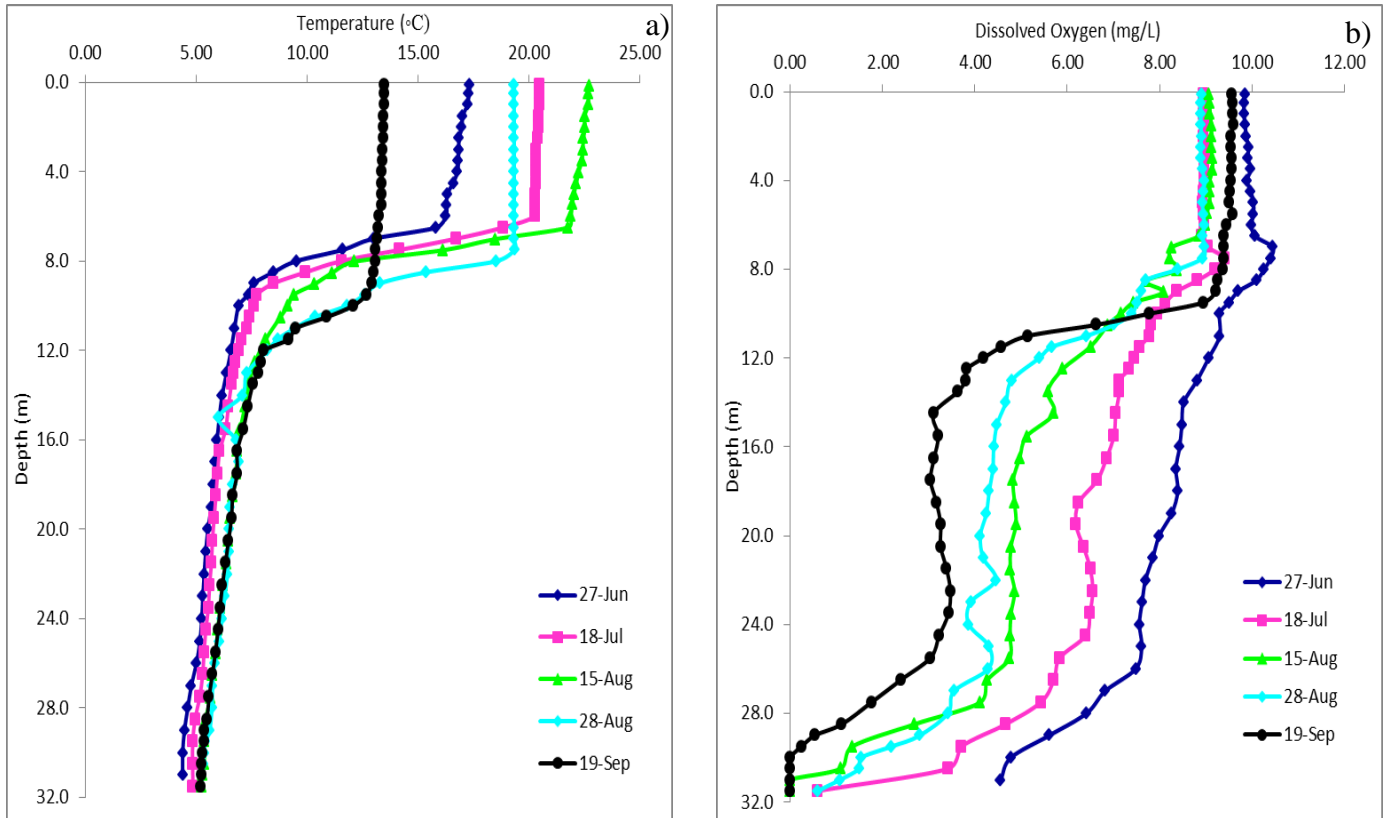 Temperature (◦C)
a)
0.00 5.00 10.00 15.00 20.00 25.00
0.0
4.0
8.0
12.0
16.0
20.0
24.0
28.0
32.0
Depth (m)
27-Jun
18-Jul
15-Aug
28-Aug
19-Sep
Dissolved Oxygen (mg/L)
b)
0.00 2.00 4.00 6.00 8.00 10.00 12.00
0.0
4.0
8.0
12.0
16.0
20.0
24.0
28.0
32.0
Depth (m)
27-Jun
18-Jul
15-Aug
28-Aug
19-Sep